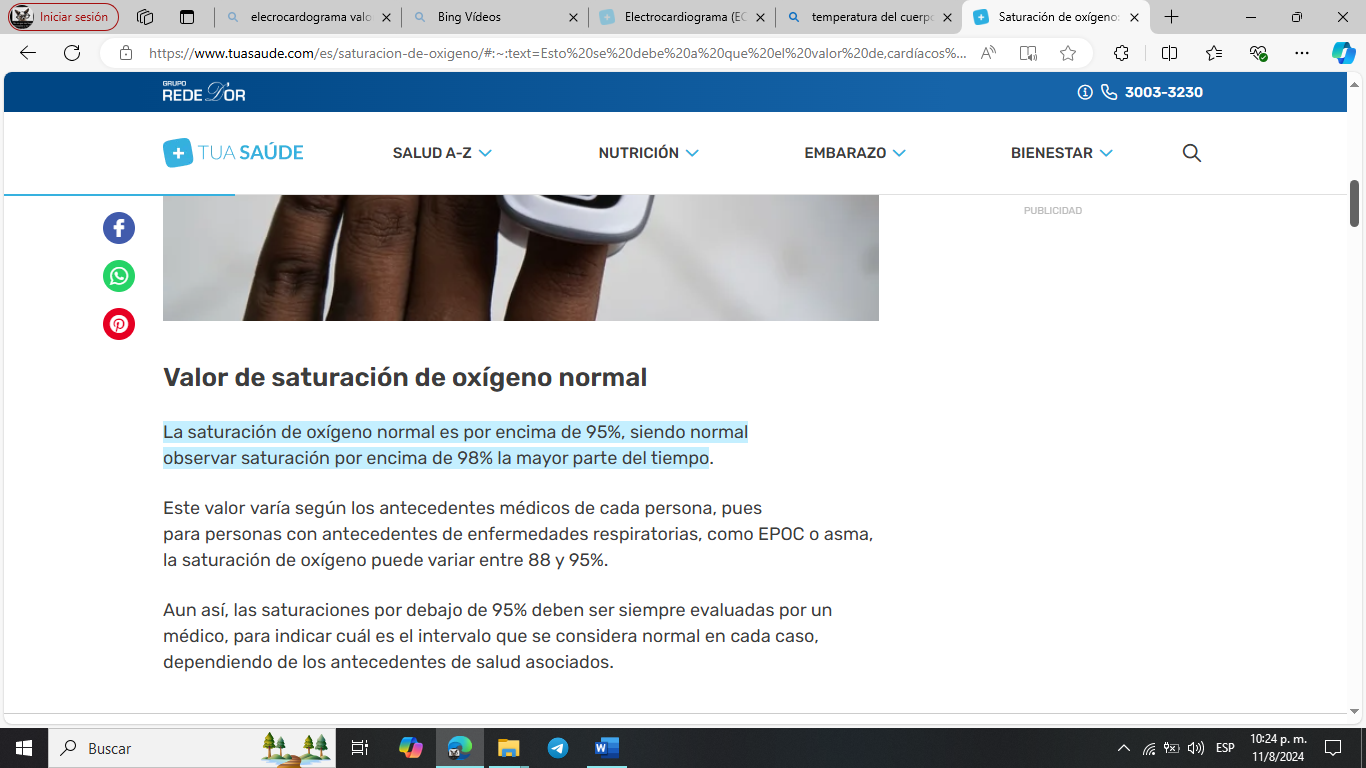 Iniciar sesión
elecrocardograma valo
Bing Vídeos
Electrocardiograma (EC
temperatura del cuerpo
Saturación de oxígeno:
https://www.tuasaude.com/es/saturacion-de-oxigeno/#:~:text=Esto%20se%20debe%20a%20que%20el%20valor%20de,cardíacos%...
GRUPO
REDE D'OR
3003-3230
TUA SAÚDE
SALUD A-Z
NUTRICIÓN
EMBARAZO
BIENESTAR
PUBLICIDAD
Valor de saturación de oxígeno normal
La saturación de oxígeno normal es por encima de 95%, siendo normal
observar saturación por encima de 98% la mayor parte del tiempo.
Este valor varía según los antecedentes médicos de cada persona, pues
para personas con antecedentes de enfermedades respiratorias, como EPOC o asma,
la saturación de oxígeno puede variar entre 88 y 95%.
Aun así, las saturaciones por debajo de 95% deben ser siempre evaluadas por un
médico, para indicar cuál es el intervalo que se considera normal en cada caso,
dependiendo de los antecedentes de salud asociados.
Buscar
ESP
10:24 p. m.
11/8/2024